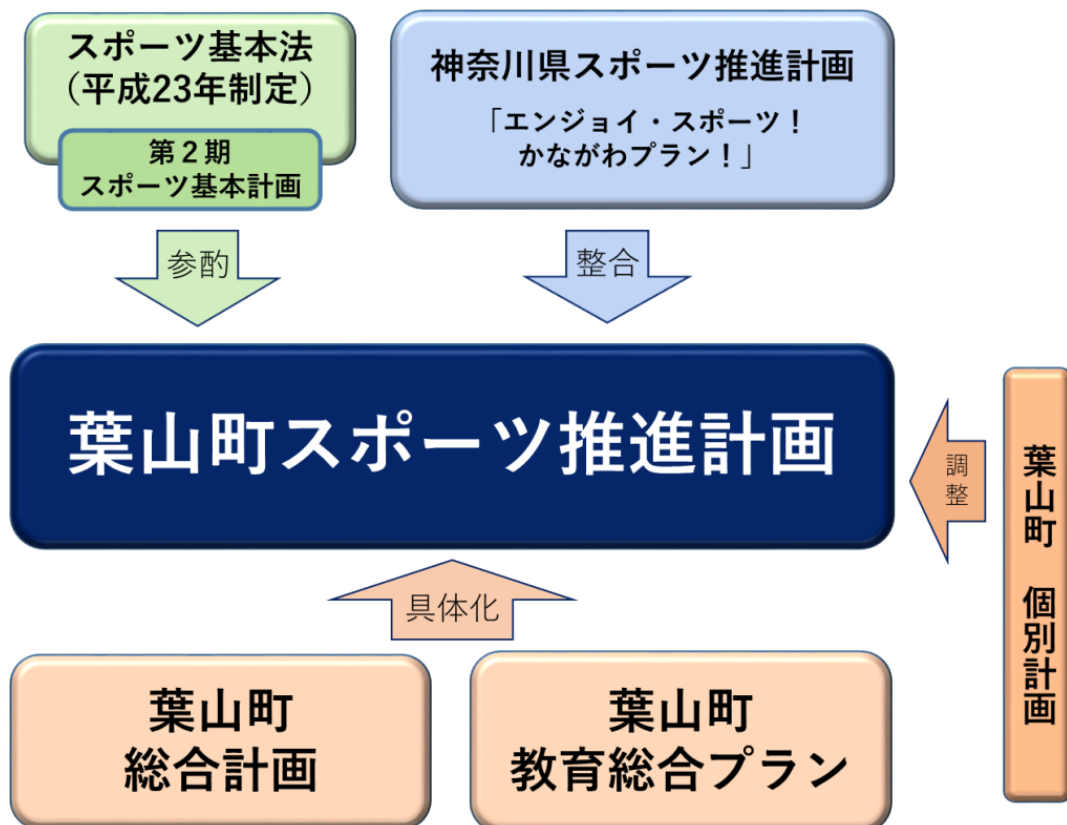 スポーツ基本法
（平成23年制定）
第２期
スポーツ基本計画
神奈川県スポーツ推進計画
「エンジョイ・スポーツ！
かながわプラン！」
参酌
整合
葉山町スポーツ推進計画
調整
葉山町　個別計画
具体化
葉山町
総合計画
葉山町
教育総合プラン